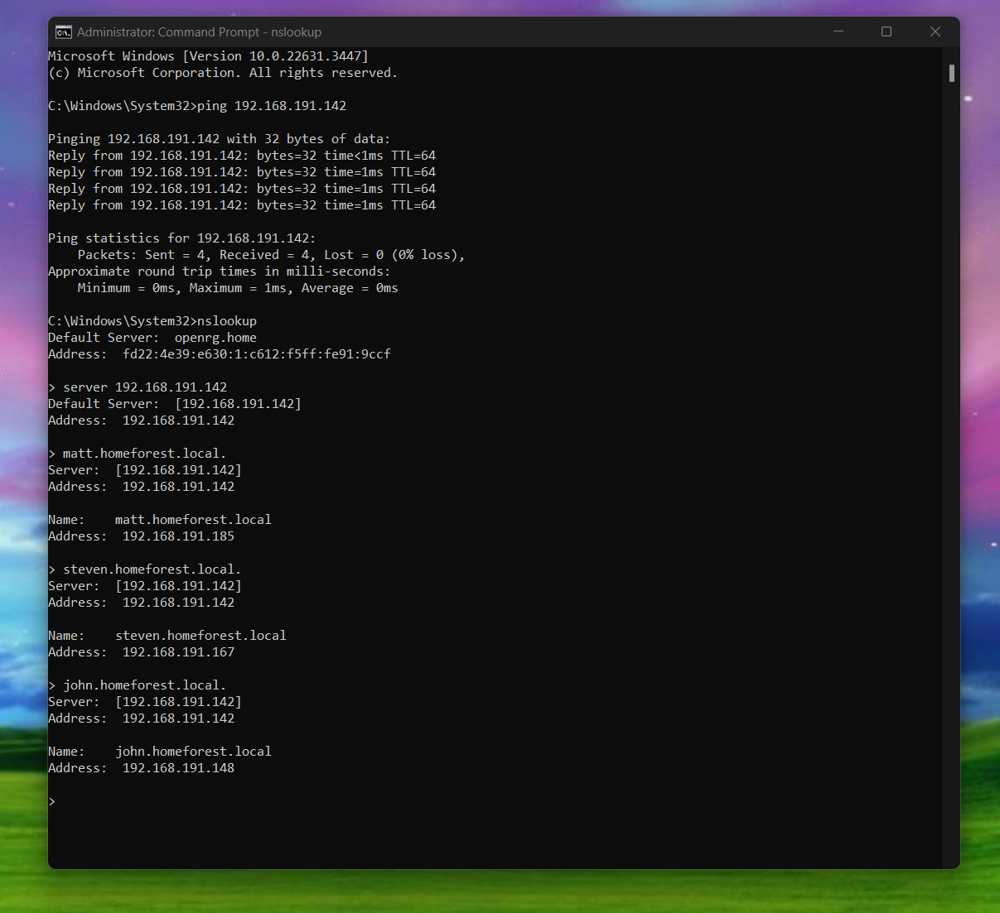 Administrator: Command Prompt - nslookup
Microsoft Windows [Version 10.0.22631.3447]
(c) Microsoft Corporation. All rights reserved.
C:\Windows\System32>ping 192.168.191.142
Pinging 192.168.191.142 with 32 bytes of data:
Reply from 192.168.191.142: bytes=32 time<1ms TTL=64
Reply from 192.168.191.142: bytes=32 time=1ms TTL=64
Reply from 192.168.191.142: bytes=32 time=1ms TTL=64
Reply from 192.168.191.142: bytes=32 time=1ms TTL=64
Ping statistics for 192.168.191.142:
    Packets: Sent = 4, Received = 4, Lost = 0 (0% loss),
Approximate round trip times in milli-seconds:
    Minimum = 0ms, Maximum = 1ms, Average = 0ms
C:\Windows\System32>nslookup
Default Server:  openrg.home
Address:  fd22:4e39:e630:1:c612:f5ff:fe91:9ccf
> server 192.168.191.142
Default Server:  [192.168.191.142]
Address:  192.168.191.142
> matt.homeforest.local.
Server:  [192.168.191.142]
Address:  192.168.191.142
Name:    matt.homeforest.local
Address:  192.168.191.185
> steven.homeforest.local.
Server:  [192.168.191.142]
Address:  192.168.191.142
Name:    steven.homeforest.local
Address:  192.168.191.167
> john.homeforest.local.
Server:  [192.168.191.142]
Address:  192.168.191.142
Name:    john.homeforest.local
Address:  192.168.191.148
>